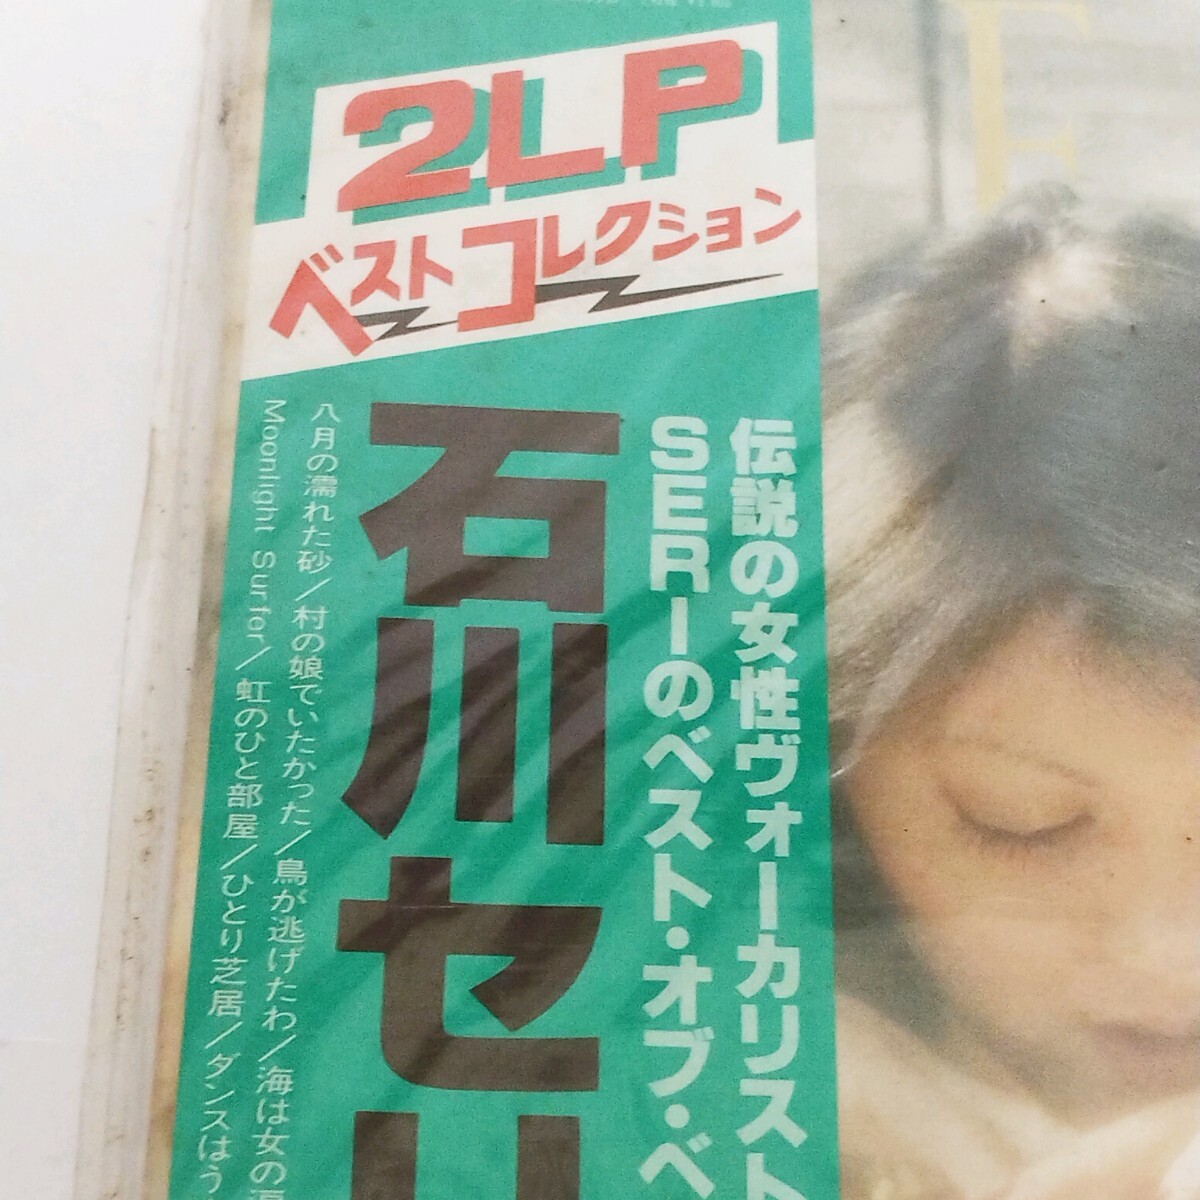 2LP
ベストコレクション
伝説の女性ヴォーカリスト
SERIのベスト・オブ・ベ
石川セリ
八月の濡れた砂／村の娘でいたかった／鳥が逃げたわ／海は女の涙
Moonlight Surfer／虹のひと部屋／ひとり芝居／ダンスはう